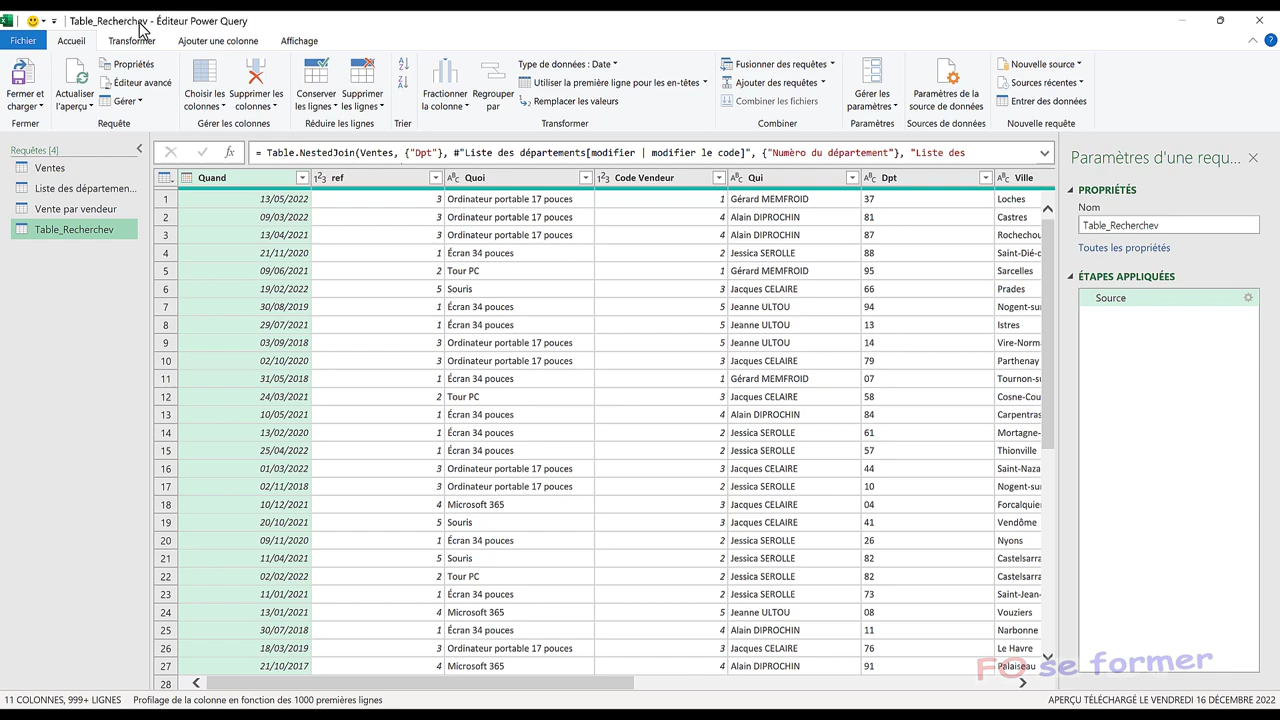 Table_Recherchev - Éditeur Power Query
Fichier Accueil Transformer Ajouter une colonne Affichage
Fermer et charger
Actualiser l'aperçu
Propriétés
Éditeur avancé
Gérer
Choisir les colonnes
Supprimer les colonnes
Conserver les lignes
Supprimer les lignes
Fractionner la colonne
Regrouper par
Type de données : Date
Utiliser la première ligne pour les en-têtes
Remplacer les valeurs
Fusionner des requêtes
Ajouter des requêtes
Combiner les fichiers
Gérer les paramètres
Paramètres de la source de données
Nouvelle source
Sources récentes
Entrer des données
Fermer Requête Gérer les colonnes Réduire les lignes Trier Transformer Combiner Paramètres Sources de données Nouvelle requête
Requêtes [4]
Ventes
Liste des départemen...
Vente par vendeur
Table_Recherchev
= Table.NestedJoin(Ventes, {"Dpt"}, #"Liste des départements[modifier | modifier le code]", {"Numèro du département"}, "Liste des
Quand ref Quoi Code Vendeur Qui Dpt Ville
1 13/05/2022 3 Ordinateur portable 17 pouces 1 Gérard MEMFROID 37 Loches
2 09/03/2022 3 Ordinateur portable 17 pouces 4 Alain DIPROCHIN 81 Castres
3 13/04/2021 3 Ordinateur portable 17 pouces 4 Alain DIPROCHIN 87 Rochechou
4 21/11/2020 1 Écran 34 pouces 2 Jessica SEROLLE 88 Saint-Dié-d
5 09/06/2021 2 Tour PC 1 Gérard MEMFROID 95 Sarcelles
6 19/02/2022 5 Souris 3 Jacques CELAIRE 66 Prades
7 30/08/2019 1 Écran 34 pouces 5 Jeanne ULTOU 94 Nogent-sur
8 29/07/2021 1 Écran 34 pouces 5 Jeanne ULTOU 13 Istres
9 03/09/2018 3 Ordinateur portable 17 pouces 5 Jeanne ULTOU 14 Vire-Norm
10 02/10/2020 3 Ordinateur portable 17 pouces 3 Jacques CELAIRE 79 Parthenay
11 31/05/2018 1 Écran 34 pouces 1 Gérard MEMFROID 07 Tournon-su
12 24/03/2021 2 Tour PC 3 Jacques CELAIRE 58 Cosne-Cou
13 10/05/2021 1 Écran 34 pouces 4 Alain DIPROCHIN 84 Carpentras
14 13/02/2020 1 Écran 34 pouces 2 Jessica SEROLLE 61 Mortagne-
15 25/04/2022 1 Écran 34 pouces 2 Jessica SEROLLE 57 Thionville
16 01/03/2022 3 Ordinateur portable 17 pouces 3 Jacques CELAIRE 44 Saint-Naza
17 02/11/2018 3 Ordinateur portable 17 pouces 2 Jessica SEROLLE 10 Nogent-sur
18 10/12/2021 4 Microsoft 365 3 Jacques CELAIRE 04 Forcalquier
19 20/10/2021 5 Souris 3 Jacques CELAIRE 41 Vendôme
20 09/11/2020 1 Écran 34 pouces 2 Jessica SEROLLE 26 Nyons
21 11/04/2021 5 Souris 2 Jessica SEROLLE 82 Castelsarra
22 02/02/2022 2 Tour PC 2 Jessica SEROLLE 82 Castelsarra
23 11/01/2021 1 Écran 34 pouces 2 Jessica SEROLLE 73 Saint-Jean-
24 13/01/2021 4 Microsoft 365 5 Jeanne ULTOU 08 Vouziers
25 30/07/2018 1 Écran 34 pouces 4 Alain DIPROCHIN 11 Narbonne
26 18/03/2019 3 Ordinateur portable 17 pouces 3 Jacques CELAIRE 76 Le Havre
27 21/10/2017 4 Microsoft 365 4 Alain DIPROCHIN 91 Palaiseau
28
Paramètres d'une requ...
PROPRIÉTÉS
Nom
Table_Recherchev
Toutes les propriétés
ÉTAPES APPLIQUÉES
Source
FO se former
11 COLONNES, 999+ LIGNES Profilage de la colonne en fonction des 1000 premières lignes APERÇU TÉLÉCHARGÉ LE VENDREDI 16 DÉCEMBRE 2022